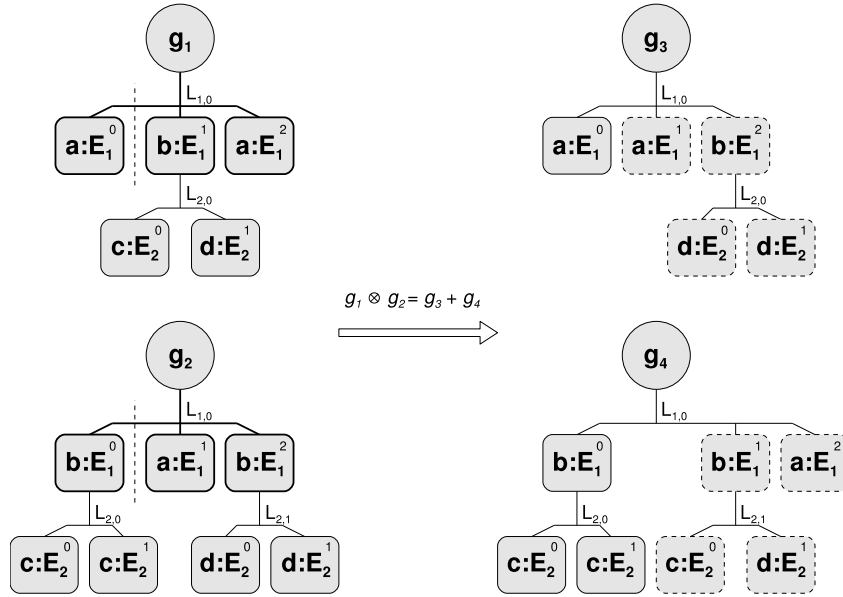 g1
L1,0
a:E1 0
b:E1 1
a:E1 2
L2,0
c:E2 0
d:E2 1
g3
L1,0
a:E1 0
a:E1 1
b:E1 2
L2,0
d:E2 0
d:E2 1
g1 ⊗ g2 = g3 + g4
g2
L1,0
b:E1 0
a:E1 1
b:E1 2
L2,0
L2,1
c:E2 0
c:E2 1
d:E2 0
d:E2 1
g4
L1,0
b:E1 0
b:E1 1
a:E1 2
L2,0
L2,1
c:E2 0
c:E2 1
c:E2 0
d:E2 1